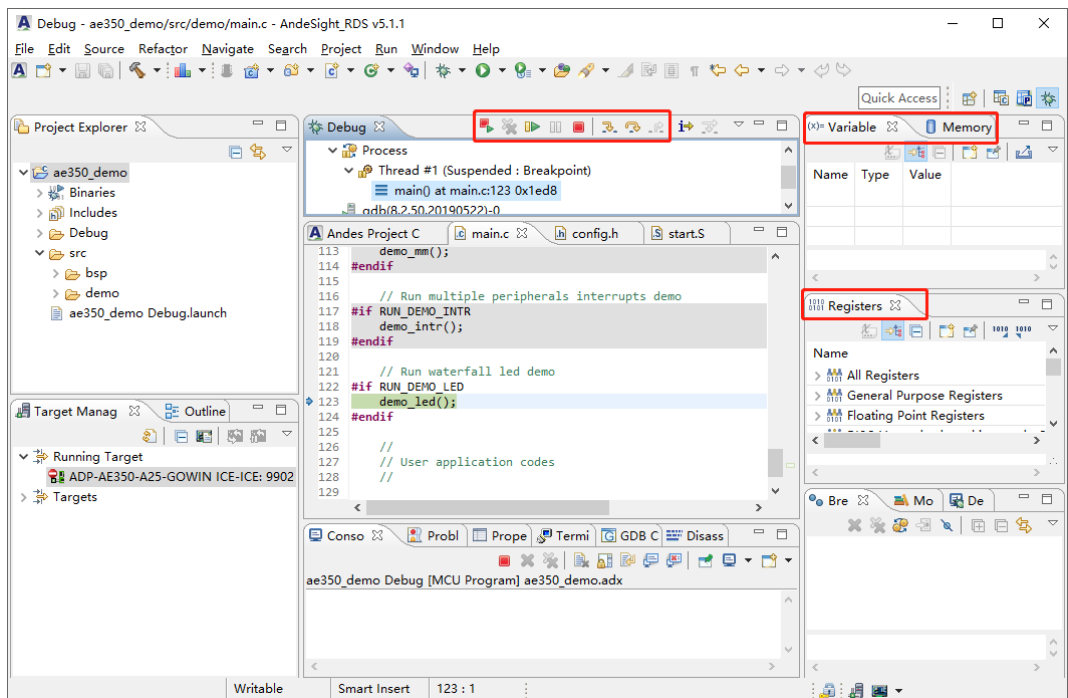 Debug - ae350_demo/src/demo/main.c - AndeSight_RDS v5.1.1
File Edit Source Refactor Navigate Search Project Run Window Help
Quick Access
Project Explorer
ae350_demo
Binaries
Includes
Debug
src
bsp
demo
ae350_demo Debug.launch
Debug
Process
Thread #1 (Suspended : Breakpoint)
main() at main.c:123 0x1ed8
gdb(8.2.50.20190522)-0
(x)= Variable
Memory
Name Type Value
Andes Project C
main.c
config.h
start.S
113 demo_mm();
114 #endif
115
116 // Run multiple peripherals interrupts demo
117 #if RUN_DEMO_INTR
118 demo_intr();
119 #endif
120
121 // Run waterfall led demo
122 #if RUN_DEMO_LED
123 demo_led();
124 #endif
125
126 //
127 // User application codes
128 //
129
Registers
Name
All Registers
General Purpose Registers
Floating Point Registers
Target Manag
Outline
Running Target
ADP-AE350-A25-GOWIN ICE-ICE: 9902
Targets
Bre
Mo
De
Conso
Probl
Prope
Termi
GDB C
Disass
ae350_demo Debug [MCU Program] ae350_demo.adx
Writable Smart Insert 123 : 1